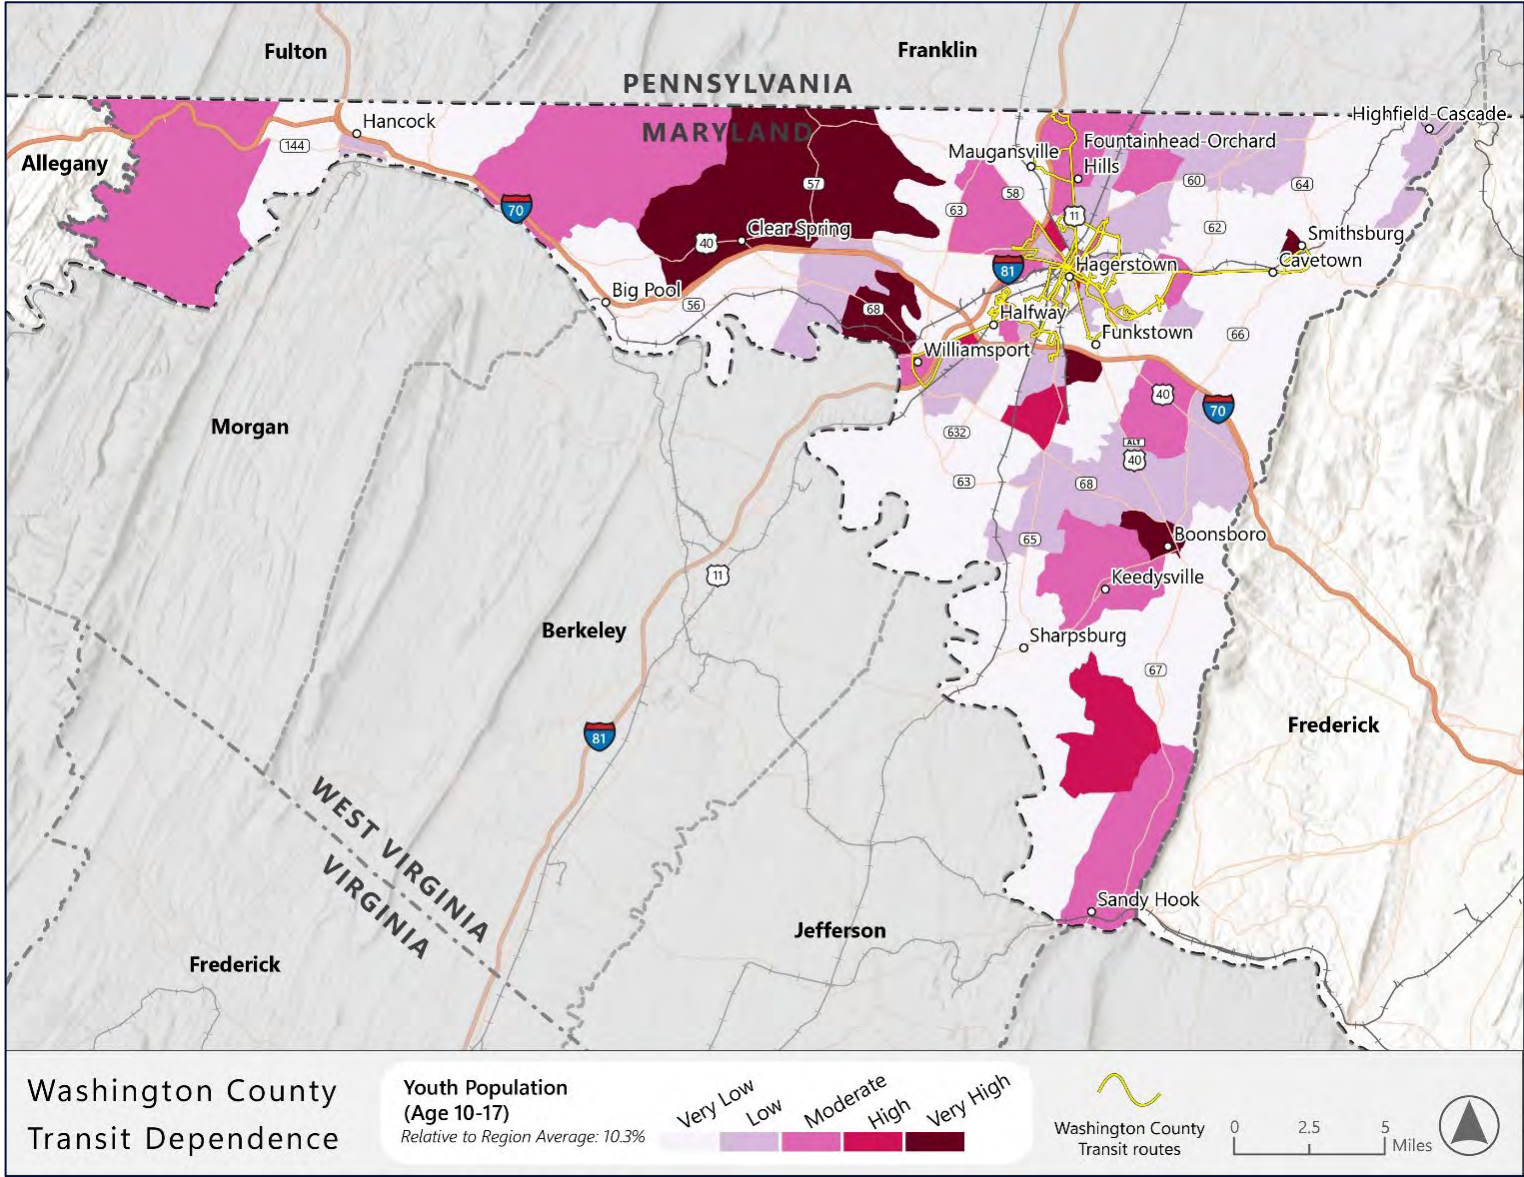 Fulton
Franklin
PENNSYLVANIA
MARYLAND
Hancock
144
Allegany
70
57
40
Clear Spring
Big Pool
56
68
Maugansville
Fountainhead-Orchard
Hills
Highfield-Cascade
63
58
60
64
11
62
Smithsburg
Cavetown
81
Hagerstown
Halfway
Funkstown
66
Williamsport
40
70
632
ALT
40
63
68
65
Boonsboro
Keedysville
Sharpsburg
67
Morgan
11
Berkeley
81
Frederick
WEST VIRGINIA
VIRGINIA
Sandy Hook
Jefferson
Frederick
Washington County
Transit Dependence
Youth Population
(Age 10-17)
Relative to Region Average: 10.3%
Very Low
Low
Moderate
High
Very High
Washington County
Transit routes
0 2.5 5
Miles